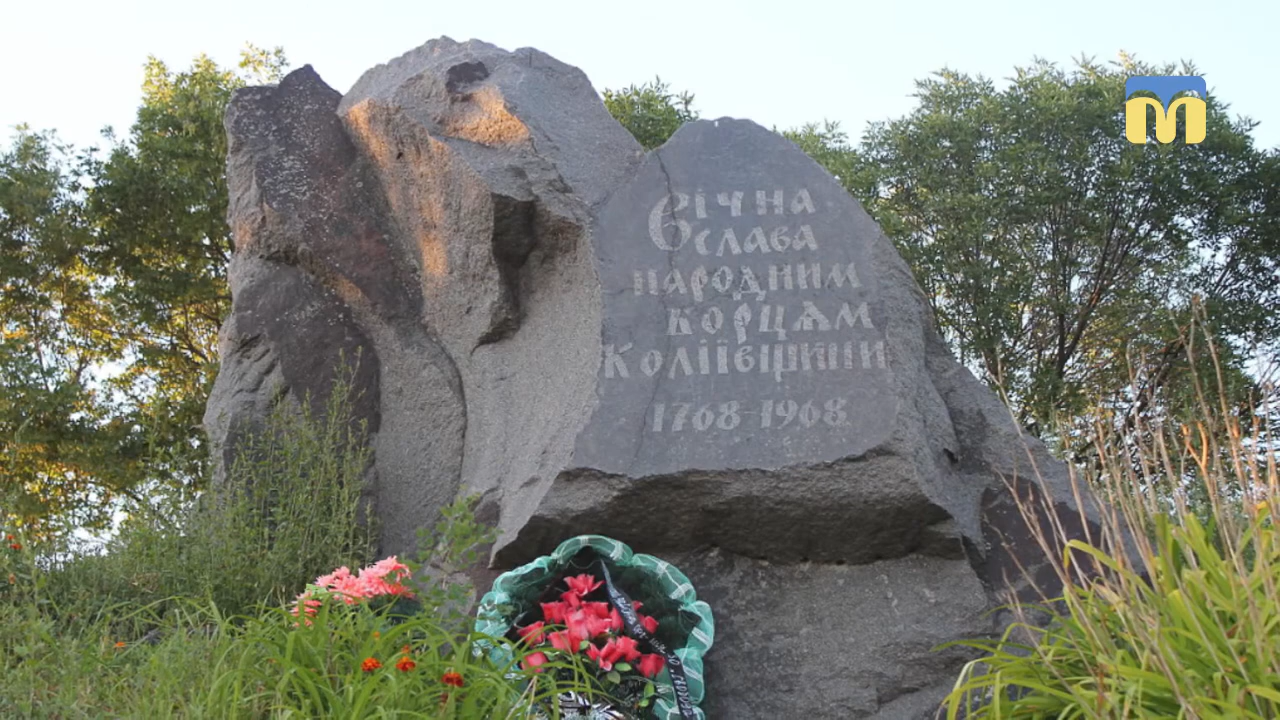 Вічна
слава
народним
борцям
Коліївщини
1768-1968